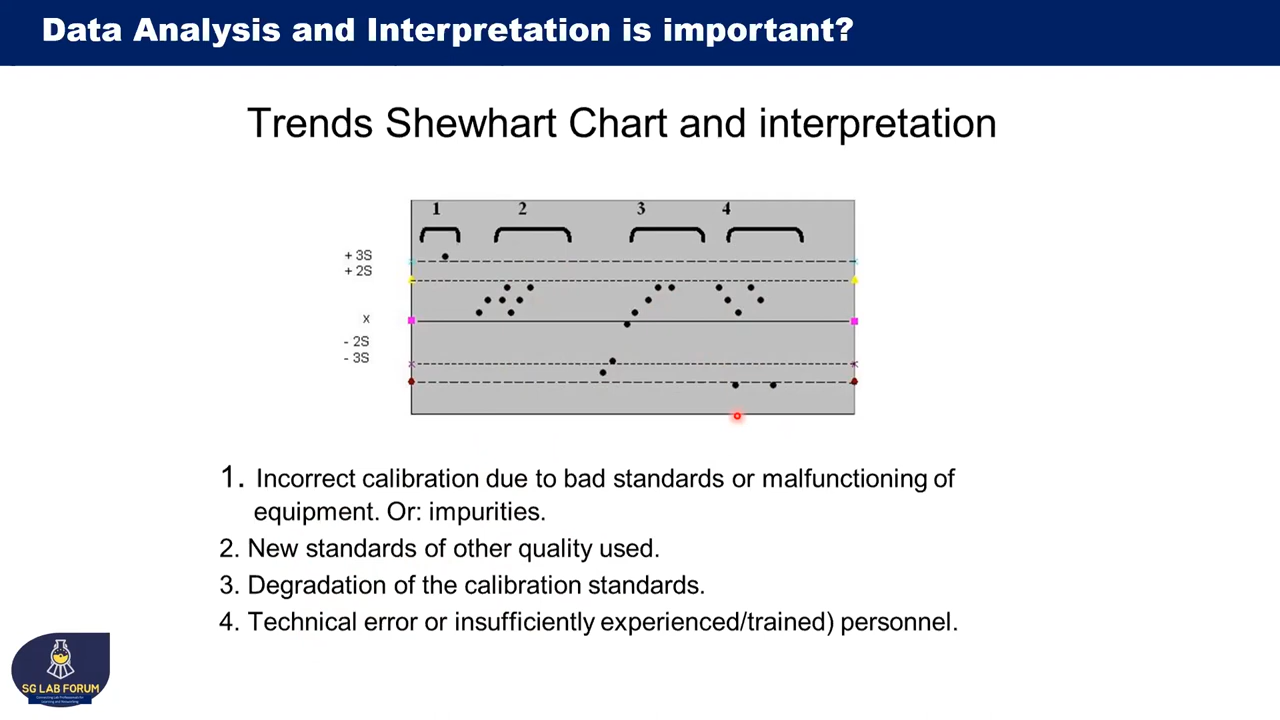 Data Analysis and Interpretation is important?
Trends Shewhart Chart and interpretation
1 2 3 4
+ 3S
+ 2S
x
- 2S
- 3S
1. Incorrect calibration due to bad standards or malfunctioning of
equipment. Or: impurities.
2. New standards of other quality used.
3. Degradation of the calibration standards.
4. Technical error or insufficiently experienced/trained) personnel.
SG LAB FORUM